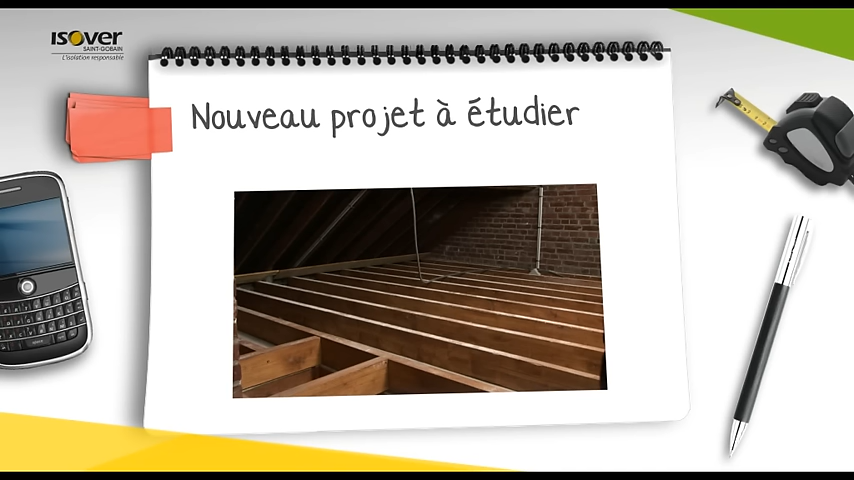 isover
SAINT-GOBAIN
L'isolation responsable
Nouveau projet à étudier